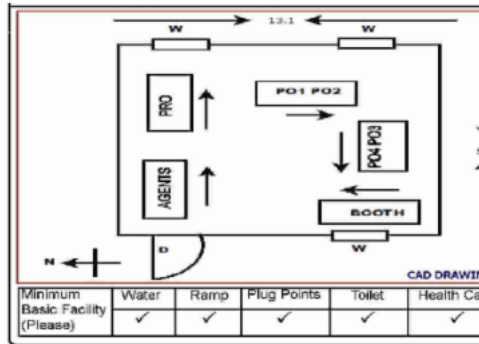 13.1
W
W
PRO
PO1 PO2
PO4 PO3
AGENTS
BOOTH
D
W
N
CAD DRAWIN
Minimum Basic Facility (Please)
Water
Ramp
Plug Points
Toilet
Health Ca
✓ ✓ ✓ ✓ ✓